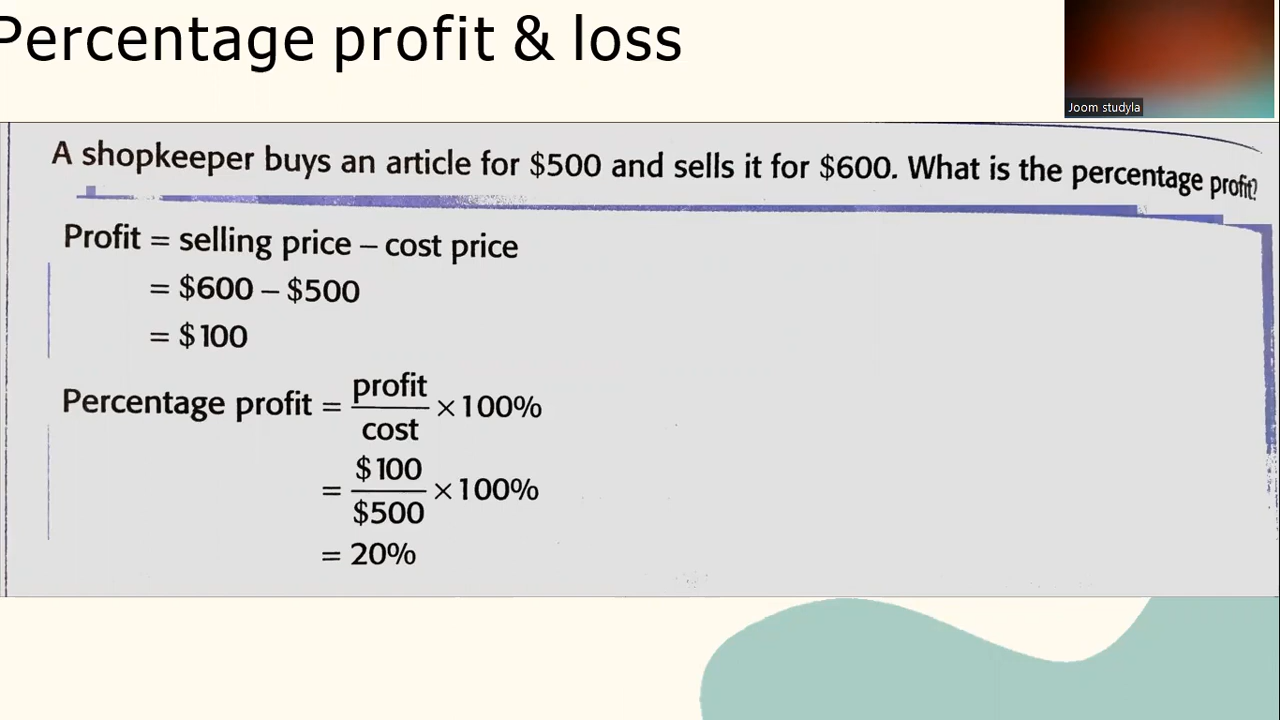 Percentage profit & loss
Joom studyla
A shopkeeper buys an article for $500 and sells it for $600. What is the percentage profit?
Profit = selling price – cost price
= $600 – $500
= $100
Percentage profit = profit/cost × 100%
= $100/$500 × 100%
= 20%